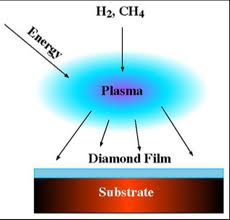 H₂, CH₄
Energy
Plasma
Diamond Film
Substrate